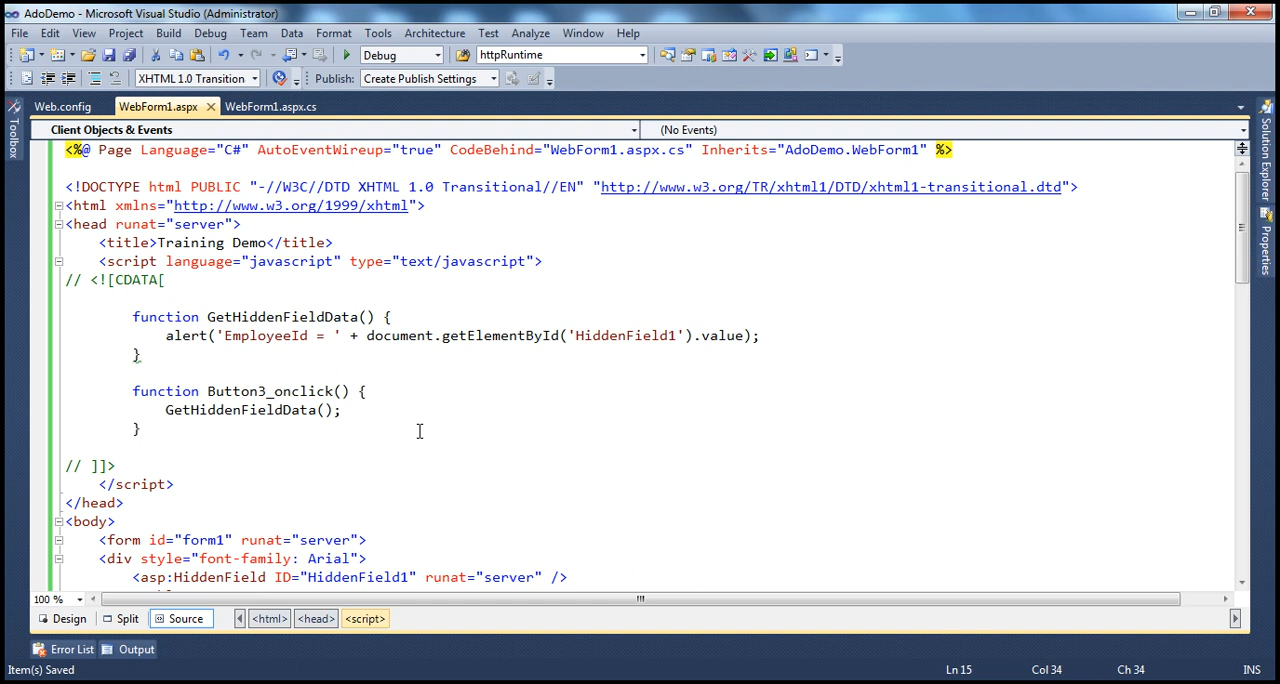 AdoDemo - Microsoft Visual Studio (Administrator)
File Edit View Project Build Debug Team Data Format Tools Architecture Test Analyze Window Help
Debug httpRuntime
XHTML 1.0 Transition Publish: Create Publish Settings
Web.config WebForm1.aspx WebForm1.aspx.cs
Client Objects & Events (No Events)
<%@ Page Language="C#" AutoEventWireup="true" CodeBehind="WebForm1.aspx.cs" Inherits="AdoDemo.WebForm1" %>
<!DOCTYPE html PUBLIC "-//W3C//DTD XHTML 1.0 Transitional//EN" "http://www.w3.org/TR/xhtml1/DTD/xhtml1-transitional.dtd">
<html xmlns="http://www.w3.org/1999/xhtml">
<head runat="server">
<title>Training Demo</title>
<script language="javascript" type="text/javascript">
// <![CDATA[
function GetHiddenFieldData() {
alert('EmployeeId = ' + document.getElementById('HiddenField1').value);
}
function Button3_onclick() {
GetHiddenFieldData();
}
// ]]>
</script>
</head>
<body>
<form id="form1" runat="server">
<div style="font-family: Arial">
<asp:HiddenField ID="HiddenField1" runat="server" />
100 %
Design Split Source <html> <head> <script>
Error List Output
Item(s) Saved Ln 15 Col 34 Ch 34 INS
Toolbox
Solution Explorer
Properties